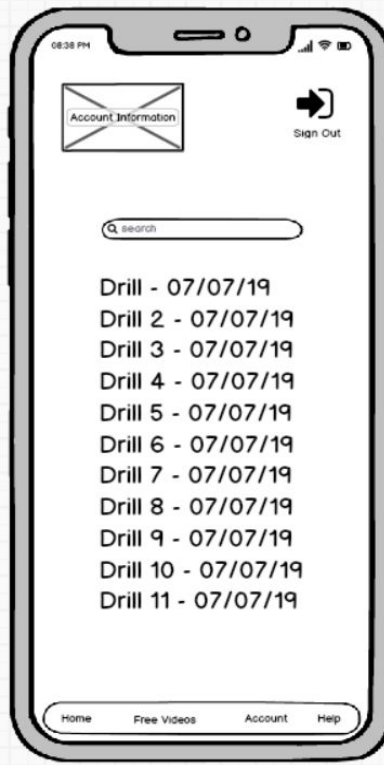 08:38 PM
Account Information
Sign Out
search
Drill - 07/07/19
Drill 2 - 07/07/19
Drill 3 - 07/07/19
Drill 4 - 07/07/19
Drill 5 - 07/07/19
Drill 6 - 07/07/19
Drill 7 - 07/07/19
Drill 8 - 07/07/19
Drill 9 - 07/07/19
Drill 10 - 07/07/19
Drill 11 - 07/07/19
Home Free Videos Account Help